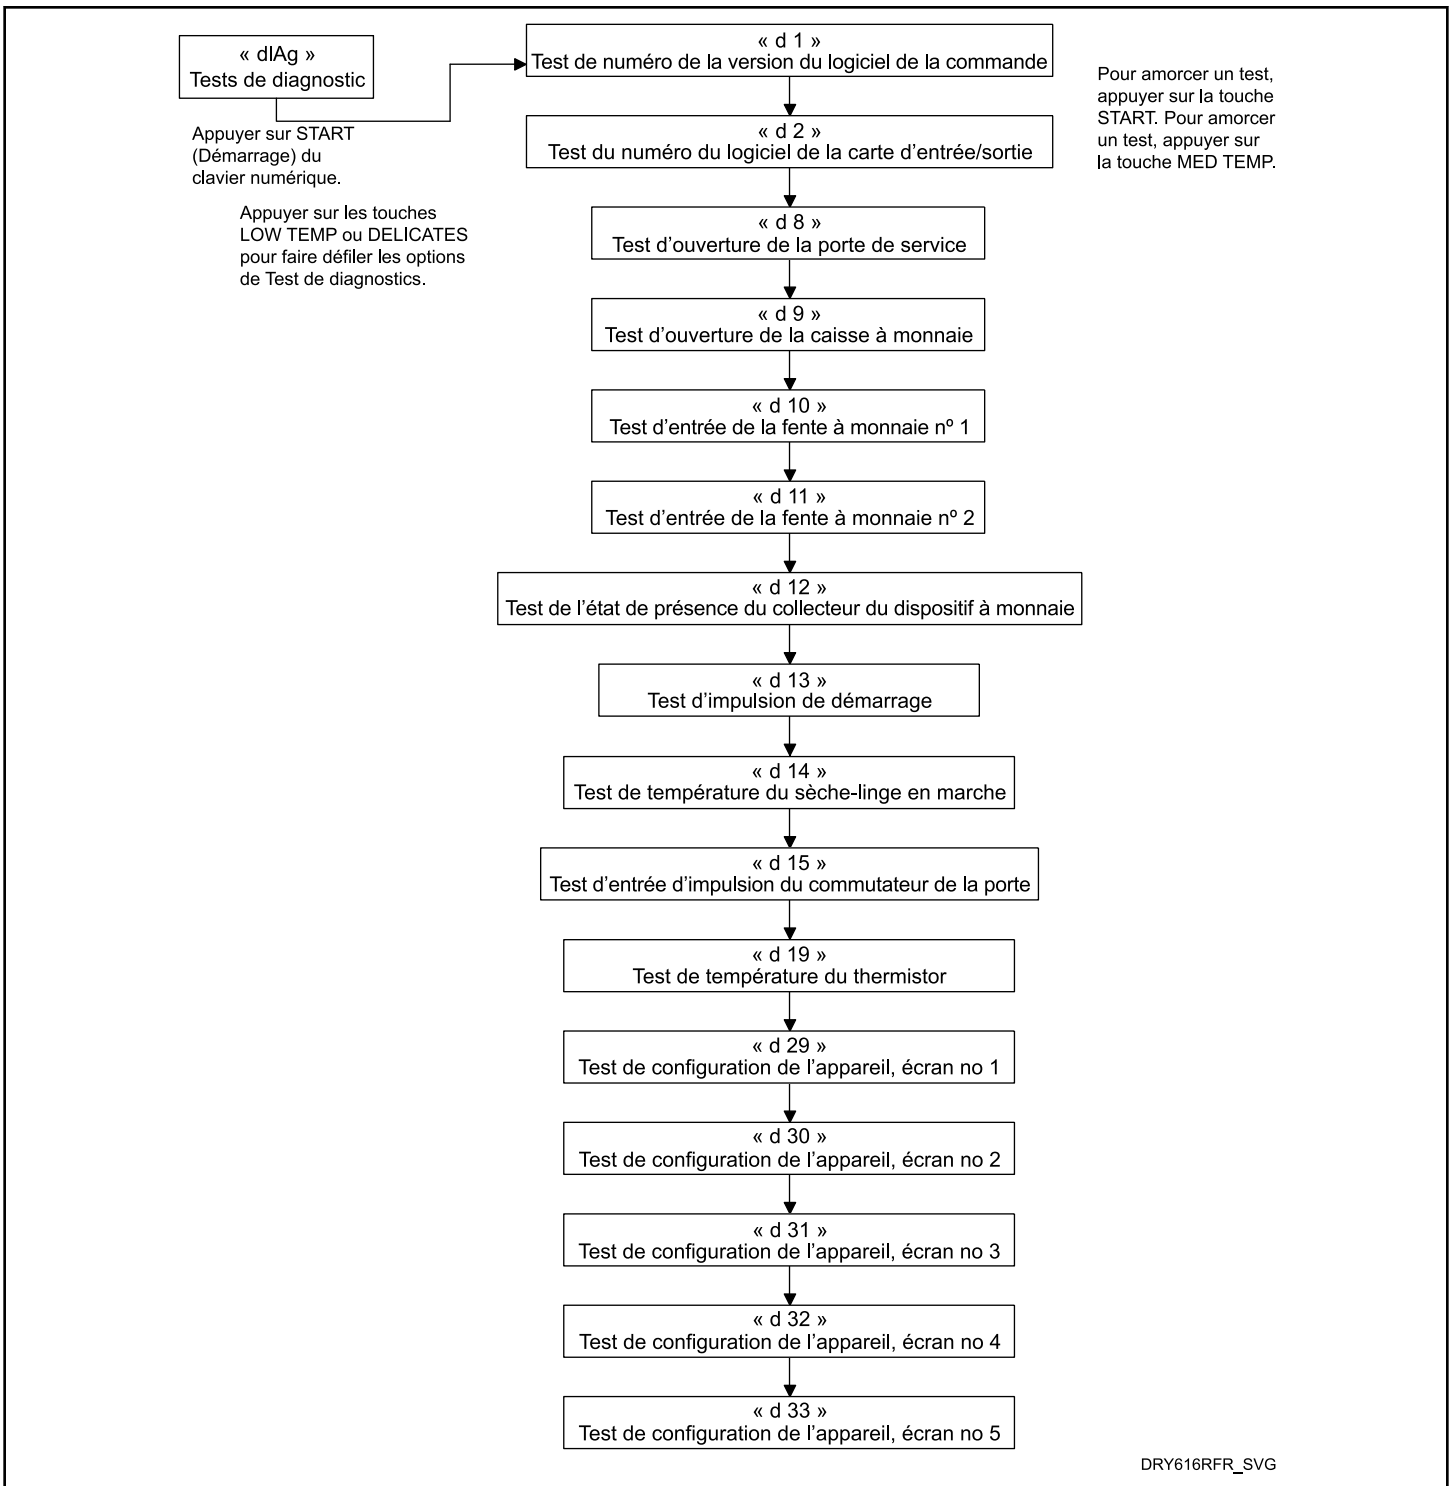 « dIAg »
Tests de diagnostic
Appuyer sur START
(Démarrage) du
clavier numérique.
Appuyer sur les touches
LOW TEMP ou DELICATES
pour faire défiler les options
de Test de diagnostics.
« d 1 »
Test de numéro de la version du logiciel de la commande
Pour amorcer un test,
appuyer sur la touche
START. Pour amorcer
un test, appuyer sur
la touche MED TEMP.
« d 2 »
Test du numéro du logiciel de la carte d’entrée/sortie
« d 8 »
Test d’ouverture de la porte de service
« d 9 »
Test d’ouverture de la caisse à monnaie
« d 10 »
Test d’entrée de la fente à monnaie nº 1
« d 11 »
Test d’entrée de la fente à monnaie nº 2
« d 12 »
Test de l’état de présence du collecteur du dispositif à monnaie
« d 13 »
Test d’impulsion de démarrage
« d 14 »
Test de température du sèche-linge en marche
« d 15 »
Test d’entrée d’impulsion du commutateur de la porte
« d 19 »
Test de température du thermistor
« d 29 »
Test de configuration de l’appareil, écran no 1
« d 30 »
Test de configuration de l’appareil, écran no 2
« d 31 »
Test de configuration de l’appareil, écran no 3
« d 32 »
Test de configuration de l’appareil, écran no 4
« d 33 »
Test de configuration de l’appareil, écran no 5
DRY616RFR_SVG